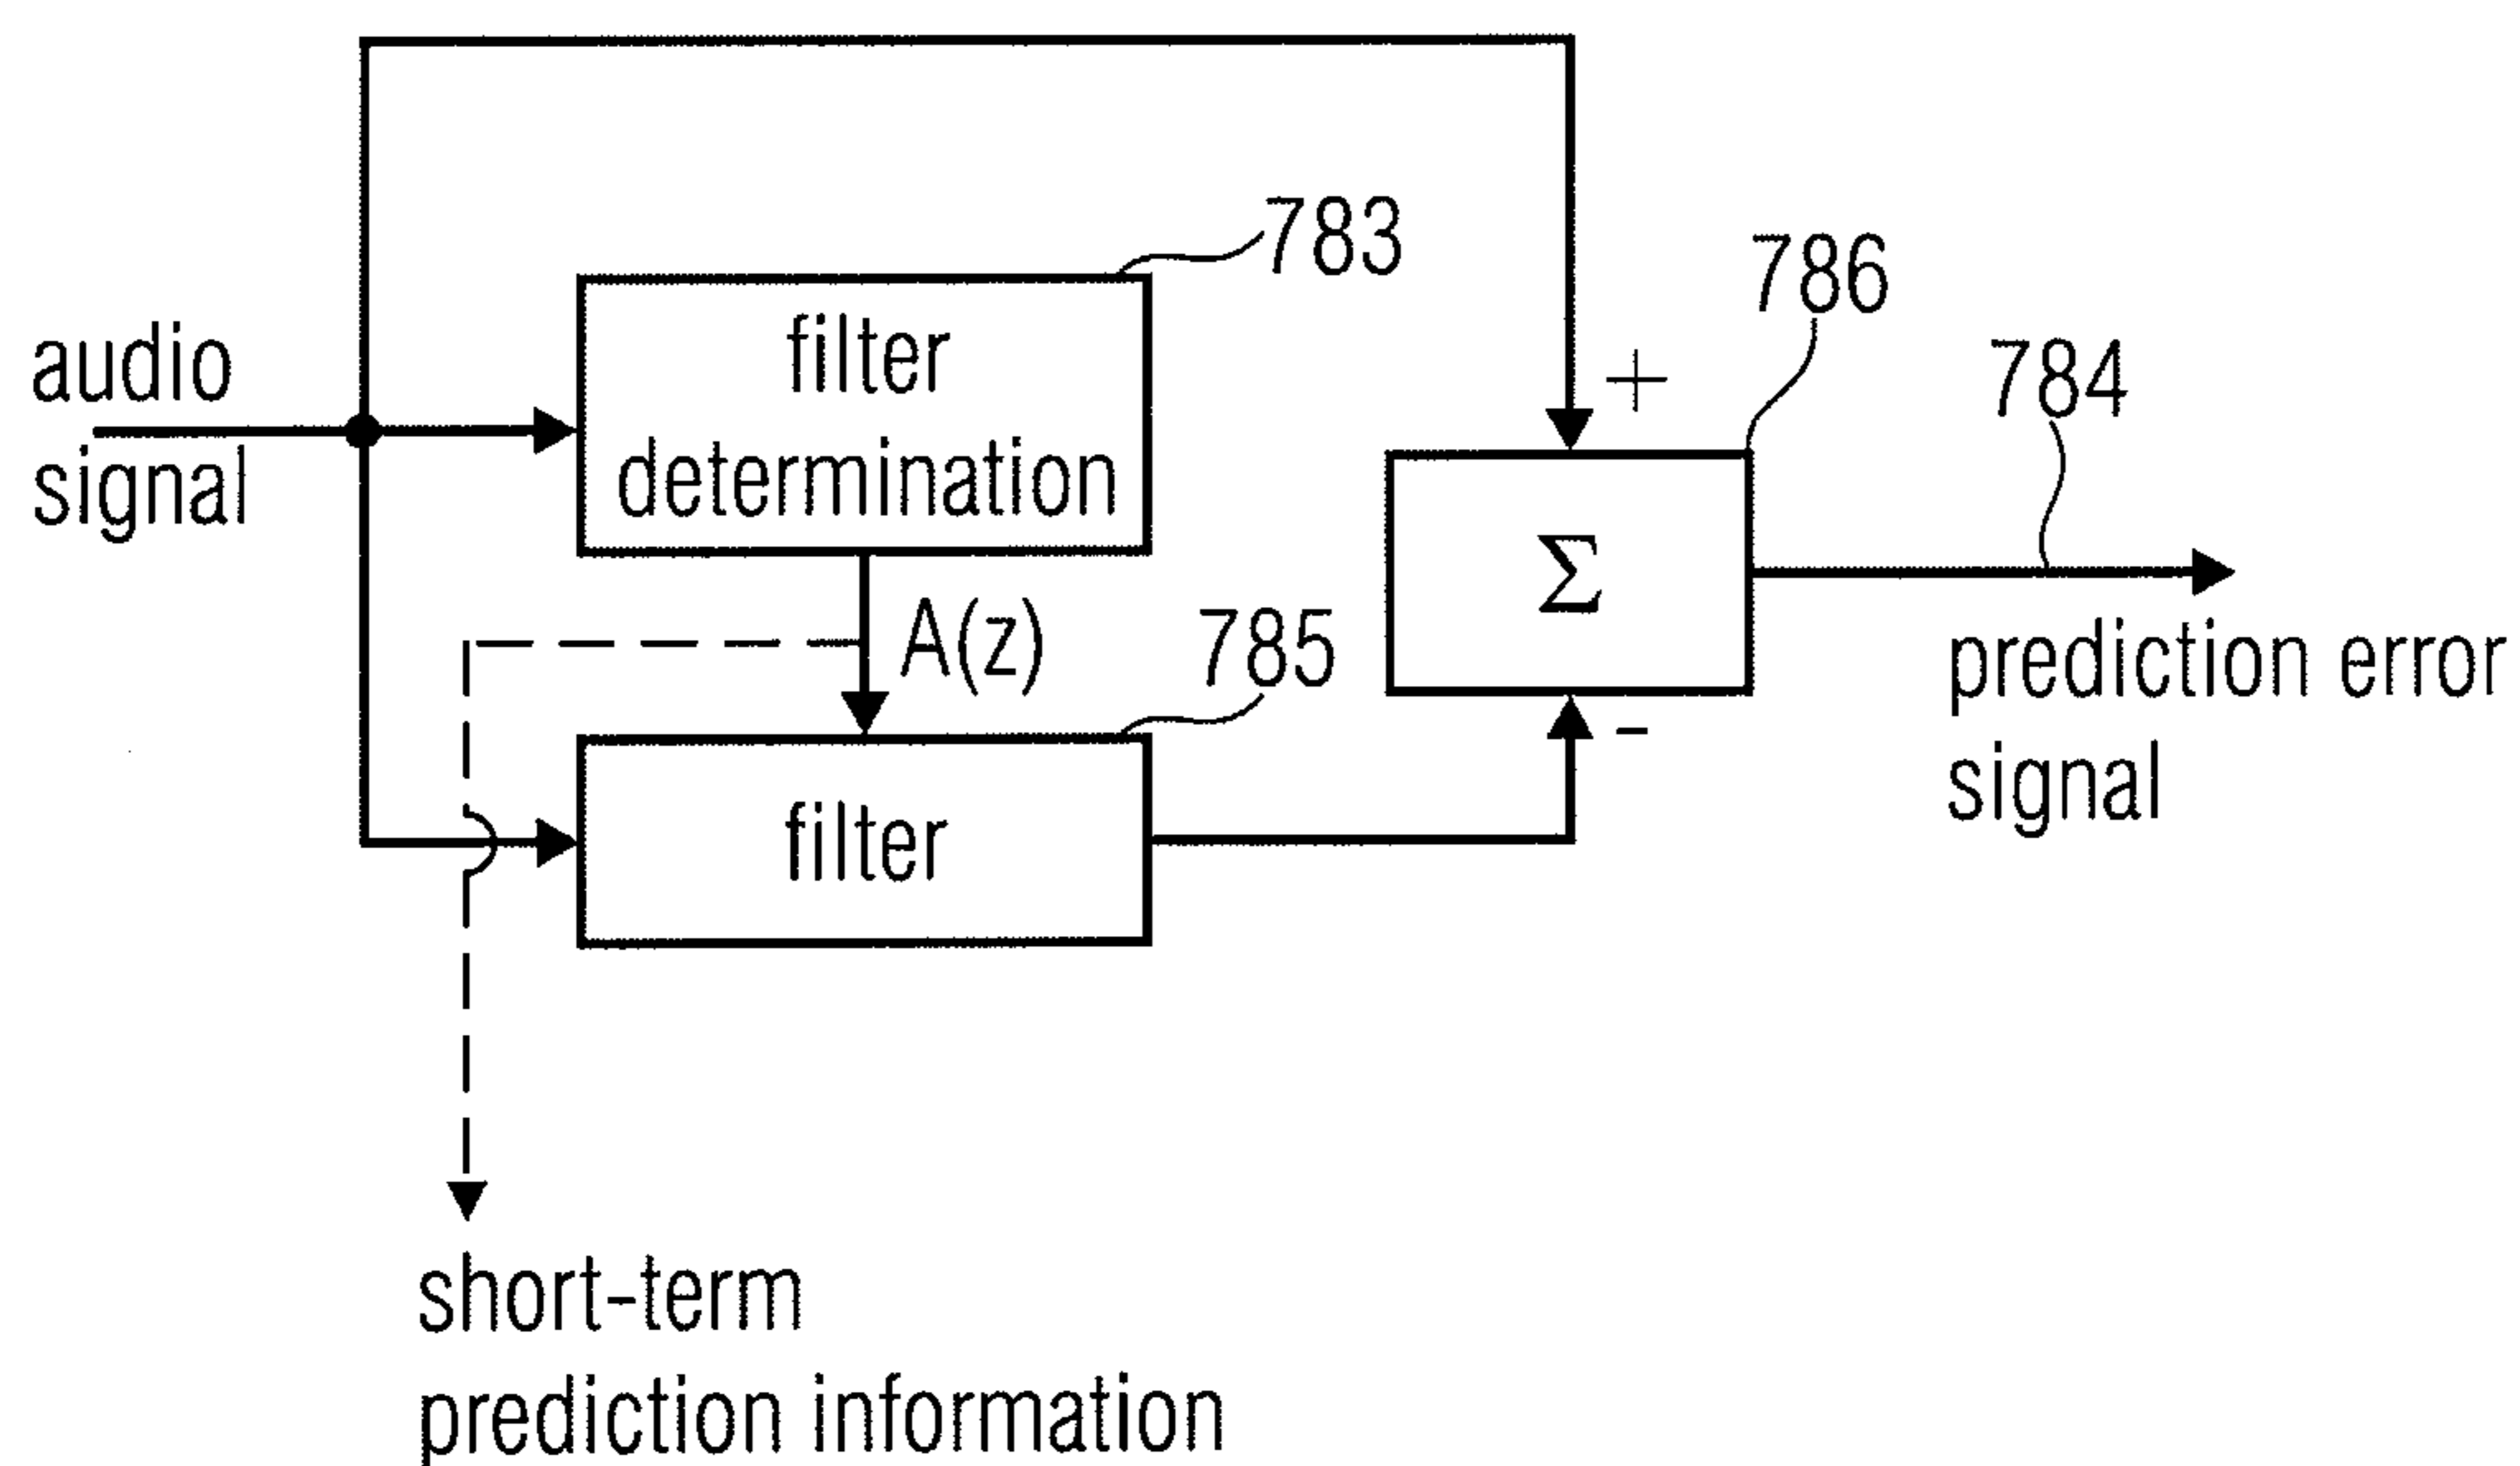 783
786
784
audio
signal
filter
determination
+
Σ
A(z)
785
prediction error
signal
-
filter
short-term
prediction information